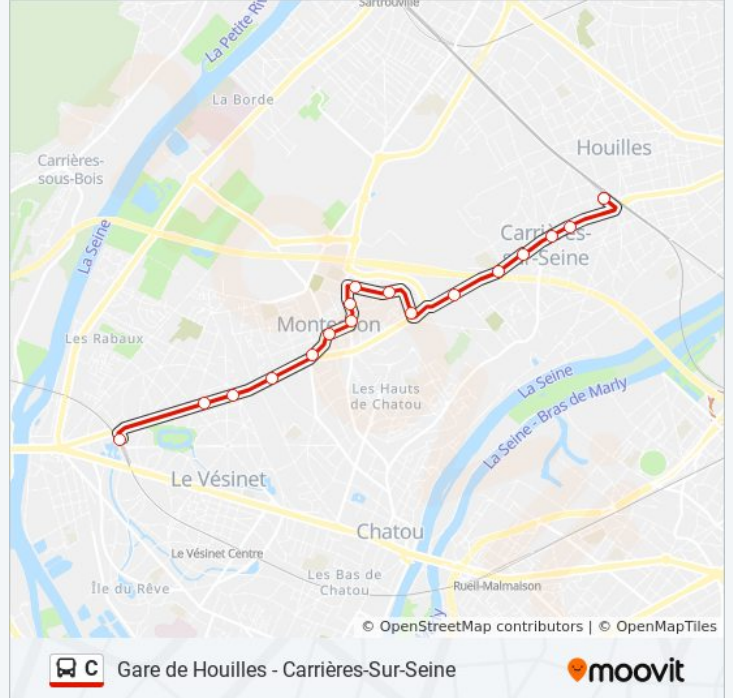 Sartrouville
La Petite Riv
La Borde
Houilles
Carrières-
sous-Bois
La Seine
Carrières-
sur-Seine
Montesson
Les Rabaux
La Seine
Les Hauts
de Chatou
La Seine - Bras de Marly
Le Vésinet
Chatou
Le Vésinet Centre
Les Bas de
Chatou
Rueil-Malmaison
Île du Rêve
© OpenStreetMap contributors | © OpenMapTiles
C Gare de Houilles - Carrières-Sur-Seine
moovit